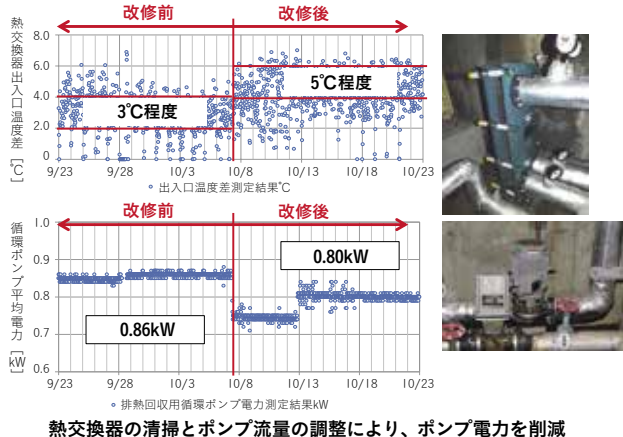 改修前
改修後
熱交換器出入口温度差[℃]
8.0
6.0
4.0
2.0
0
3℃程度
5℃程度
9/23
9/28
10/3
10/8
10/13
10/18
10/23
出入口温度差測定結果℃
改修前
改修後
循環ポンプ平均電力[kW]
1.0
0.9
0.8
0.7
0.6
0.86kW
0.80kW
9/23
9/28
10/3
10/8
10/13
10/18
10/23
排熱回収用循環ポンプ電力測定結果kW
熱交換器の清掃とポンプ流量の調整により、ポンプ電力を削減